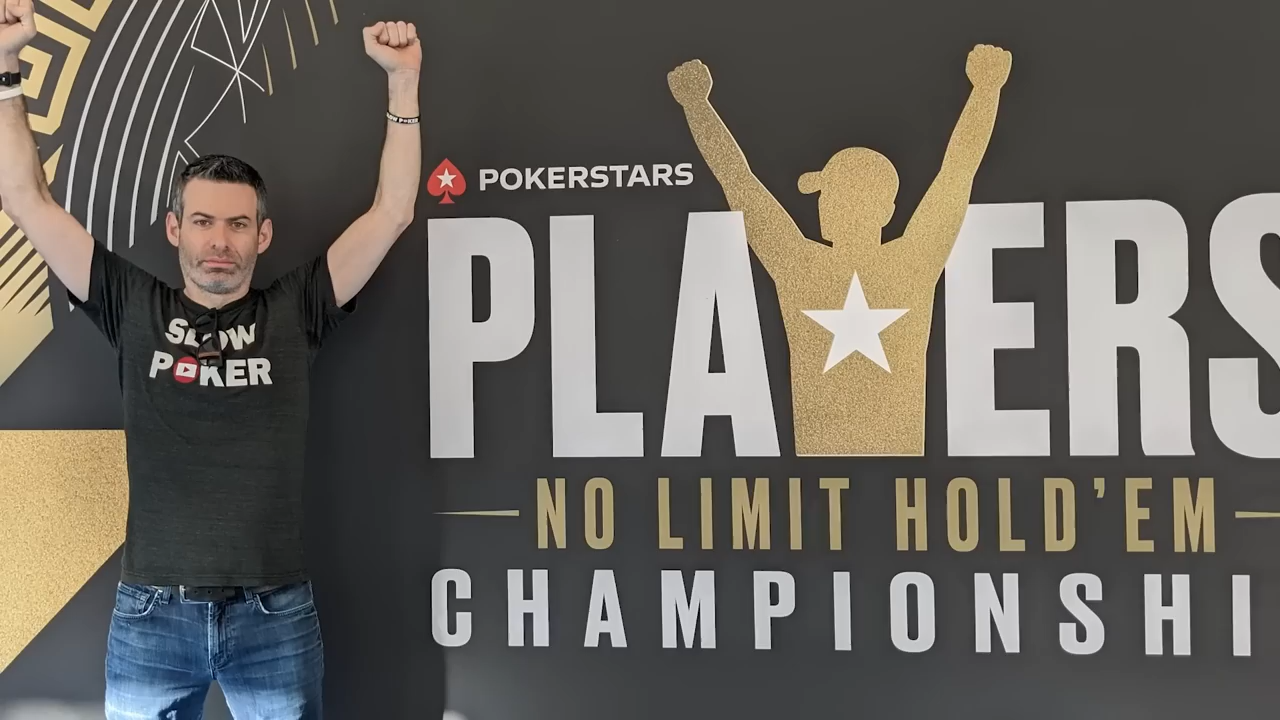 SLOW
POKER
POKERSTARS
PLAYERS
NO LIMIT HOLD'EM
CHAMPIONSHI